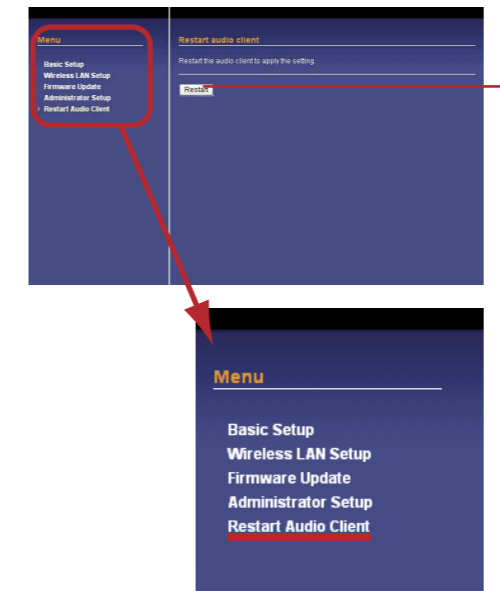 Menu
Basic Setup
Wireless LAN Setup
Firmware Update
Administrator Setup
Restart Audio Client
Restart audio client
Restart the audio client to apply the setting.
Restart
Menu
Basic Setup
Wireless LAN Setup
Firmware Update
Administrator Setup
Restart Audio Client